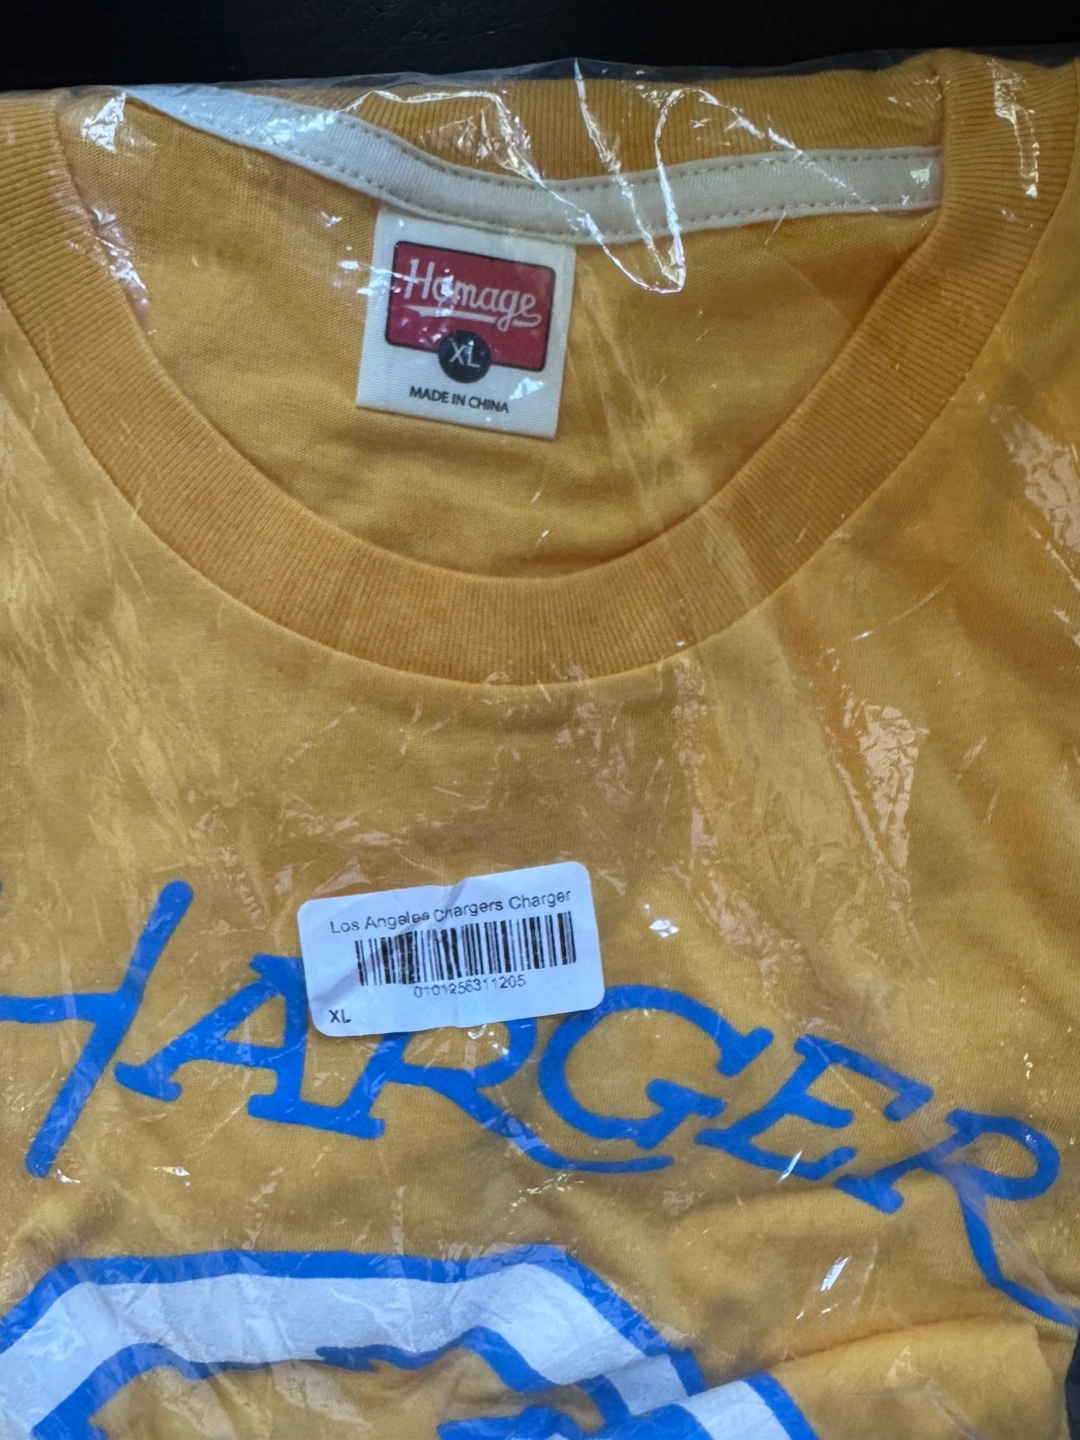 Homage
XL
MADE IN CHINA
Los Angeles Chargers Charger
0101256311205
XL
HARGER